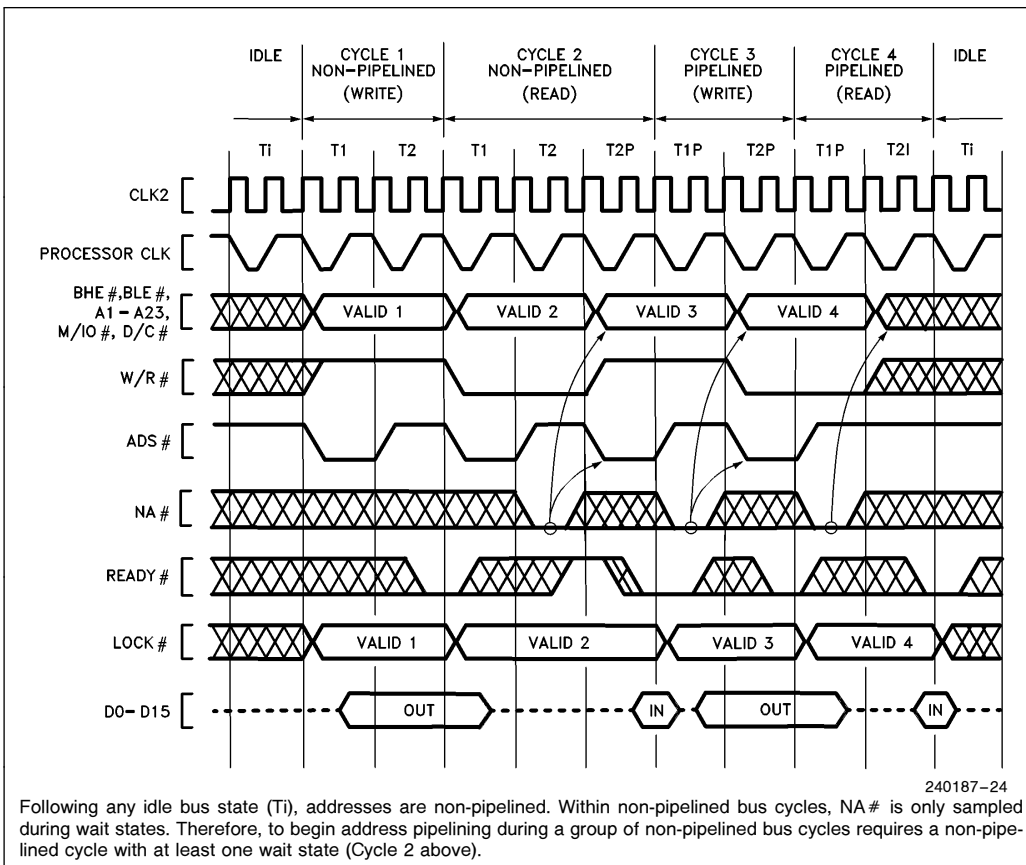 IDLE CYCLE 1 CYCLE 2 CYCLE 3 CYCLE 4 IDLE
NON-PIPELINED NON-PIPELINED PIPELINED PIPELINED
(WRITE) (READ) (WRITE) (READ)
Ti T1 T2 T1 T2 T2P T1P T2P T1P T2I Ti
CLK2
PROCESSOR CLK
BHE #,BLE #,
A1 - A23,
M/IO #, D/C #
VALID 1 VALID 2 VALID 3 VALID 4
W/R #
ADS #
NA #
READY #
LOCK # VALID 1 VALID 2 VALID 3 VALID 4
D0- D15 OUT IN OUT IN
240187-24
Following any idle bus state (Ti), addresses are non-pipelined. Within non-pipelined bus cycles, NA# is only sampled
during wait states. Therefore, to begin address pipelining during a group of non-pipelined bus cycles requires a non-pipe-
lined cycle with at least one wait state (Cycle 2 above).